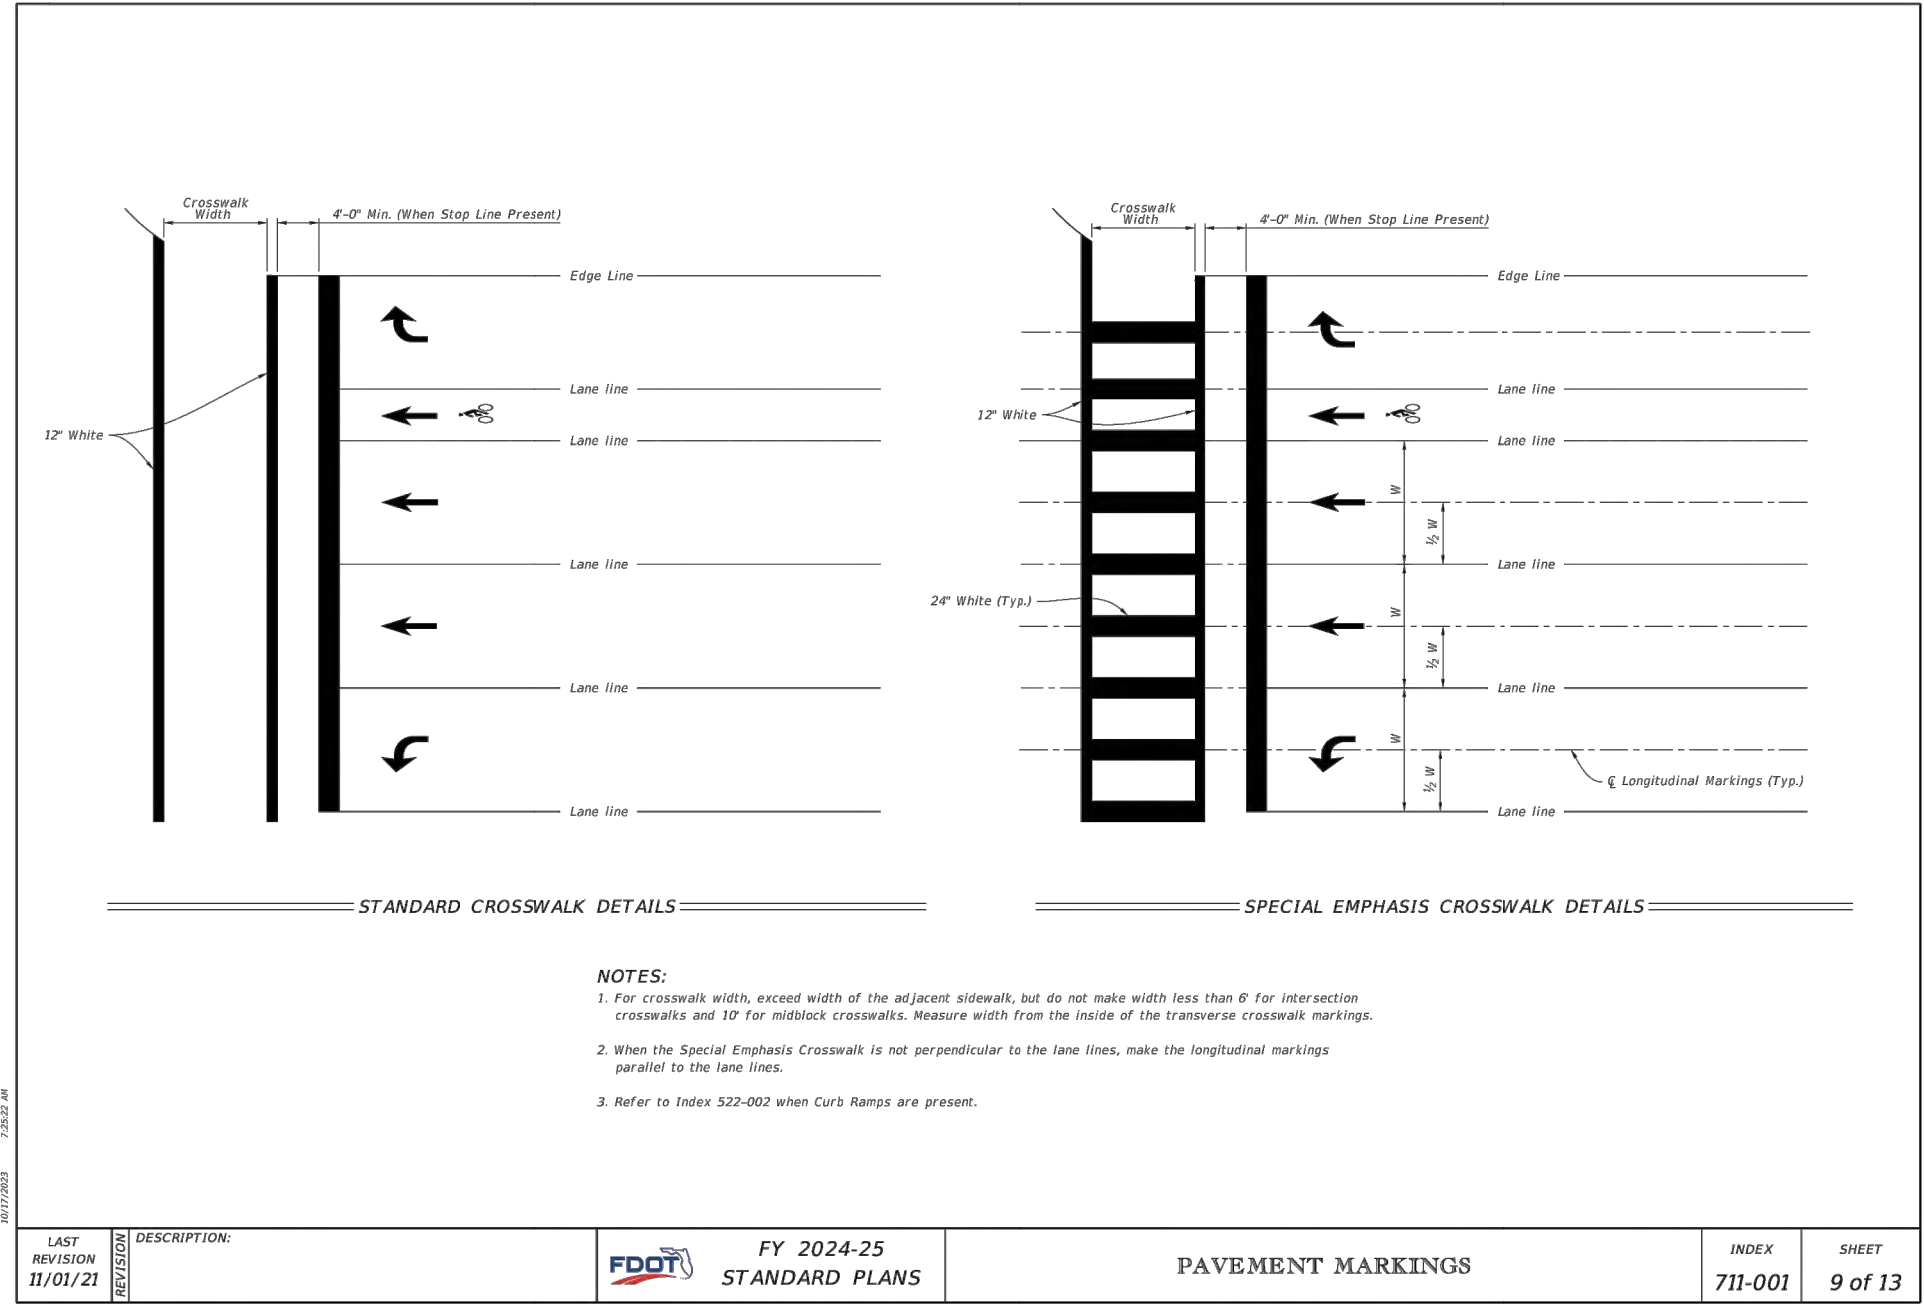 Crosswalk
Width
4'-0" Min. (When Stop Line Present)
Edge Line
Lane line
12" White
Lane line
Lane line
Lane line
Lane line
STANDARD CROSSWALK DETAILS
Crosswalk
Width
4'-0" Min. (When Stop Line Present)
Edge Line
Lane line
12" White
Lane line
W
½ W
Lane line
24" White (Typ.)
W
½ W
Lane line
W
½ W
℄ Longitudinal Markings (Typ.)
Lane line
SPECIAL EMPHASIS CROSSWALK DETAILS
NOTES:
1. For crosswalk width, exceed width of the adjacent sidewalk, but do not make width less than 6' for intersection
crosswalks and 10' for midblock crosswalks. Measure width from the inside of the transverse crosswalk markings.
2. When the Special Emphasis Crosswalk is not perpendicular to the lane lines, make the longitudinal markings
parallel to the lane lines.
3. Refer to Index 522-002 when Curb Ramps are present.
10/17/2023 7:25:22 AM
LAST
REVISION
11/01/21
REVISION
DESCRIPTION:
FDOT
FY 2024-25
STANDARD PLANS
PAVEMENT MARKINGS
INDEX
711-001
SHEET
9 of 13